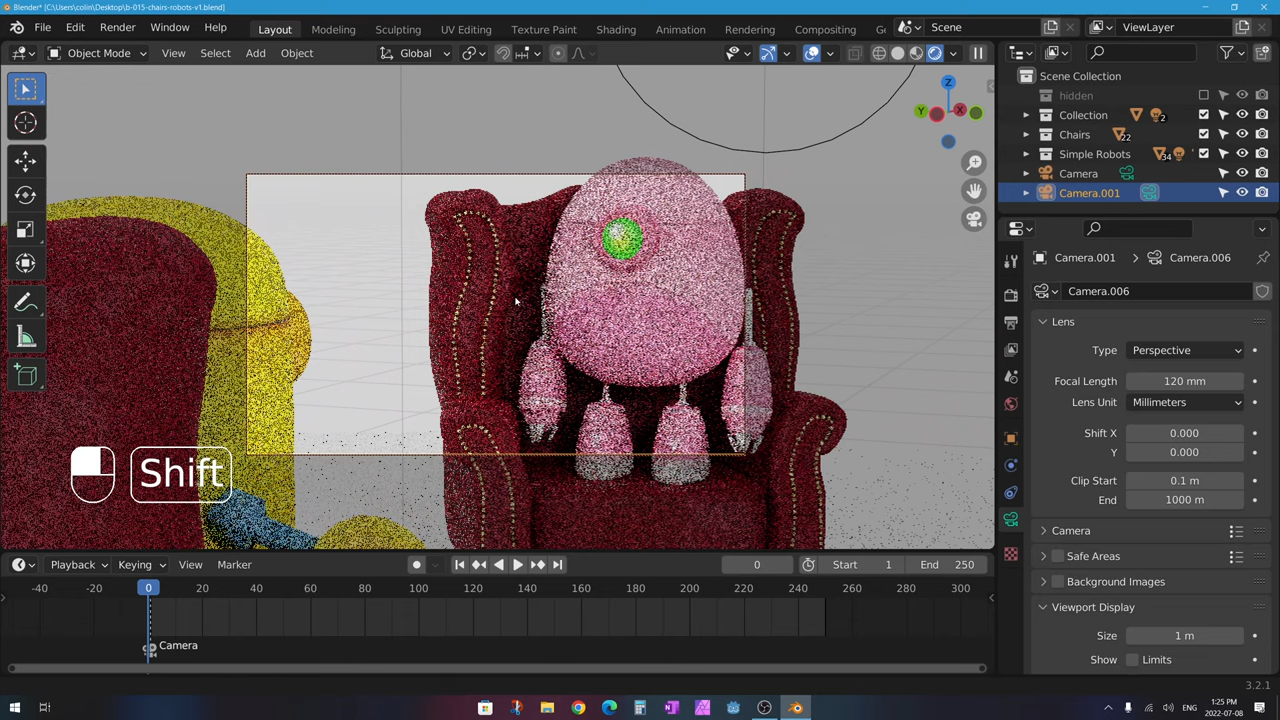 Blender* [C:\Users\colin\Desktop\b-015-chairs-robots-v1.blend]
File Edit Render Window Help Layout Modeling Sculpting UV Editing Texture Paint Shading Animation Rendering Compositing Ge Scene ViewLayer
Object Mode View Select Add Object Global
Scene Collection
hidden
Collection 2
Chairs 22
Simple Robots 34
Camera
Camera.001
Z
Y X
Camera.001 Camera.006
Camera.006
Lens
Type Perspective
Focal Length 120 mm
Lens Unit Millimeters
Shift X 0.000
Y 0.000
Clip Start 0.1 m
End 1000 m
Camera
Safe Areas
Background Images
Viewport Display
Size 1 m
Show Limits
Shift
Playback Keying View Marker 0 Start 1 End 250
-40 -20 0 20 40 60 80 100 120 140 160 180 200 220 240 260 280 300
Camera
3.2.1
ENG 1:25 PM
2022-07-08